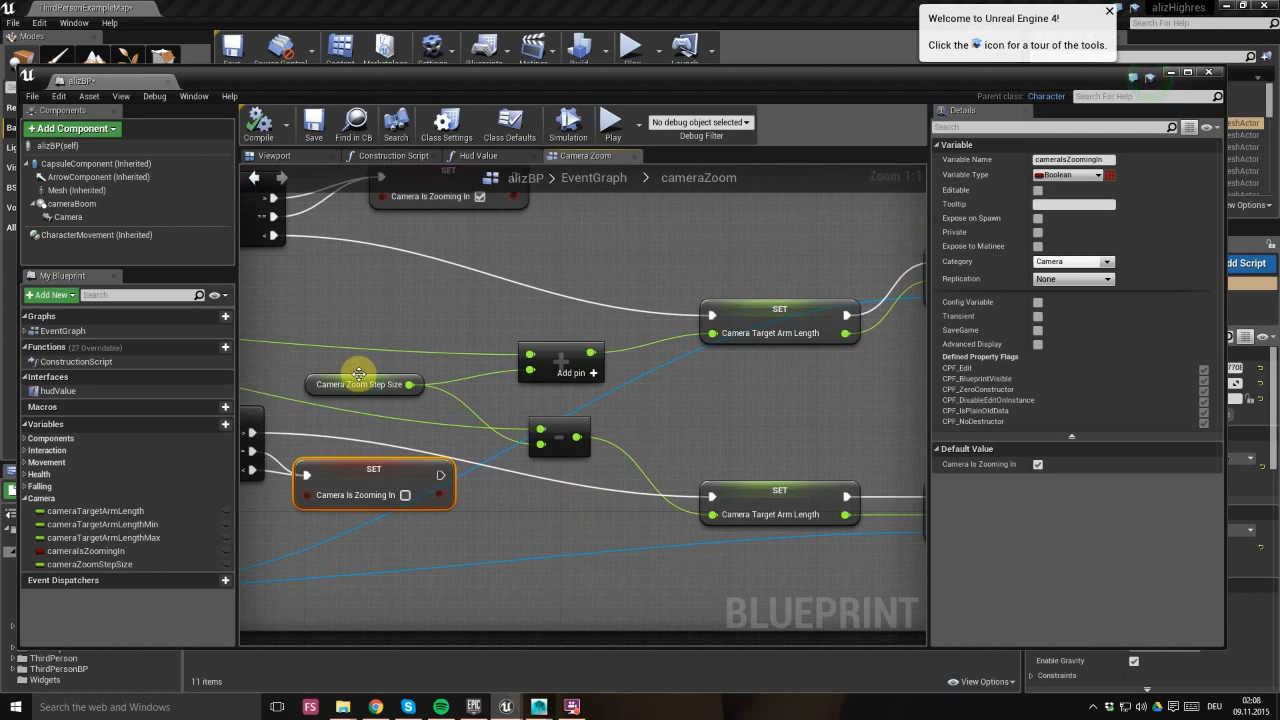 ThirdPersonExampleMap*
alizHighres
File Edit Window Help
Search For Help
Modes
Welcome to Unreal Engine 4!
Click the icon for a tour of the tools.
alizBP*
File Edit Asset View Debug Window Help
Parent class: Character
Search For Help
Components
+ Add Component
alizBP(self)
CapsuleComponent (Inherited)
ArrowComponent (Inherited)
Mesh (Inherited)
cameraBoom
Camera
CharacterMovement (Inherited)
My Blueprint
+ Add New
Search
Graphs
EventGraph
Functions (27 Overridable)
ConstructionScript
Interfaces
hudValue
Macros
Variables
Components
Interaction
Movement
Health
Falling
Camera
cameraTargetArmLength
cameraTargetArmLengthMin
cameraTargetArmLengthMax
cameraIsZoomingIn
cameraZoomStepSize
Event Dispatchers
Compile
Save
Find in CB
Search
Class Settings
Class Defaults
Simulation
Play
No debug object selected
Debug Filter
Viewport
Construction Script
Hud Value
Camera Zoom
alizBP > EventGraph > cameraZoom
Zoom 1:1
SET
Camera Is Zooming In
>
==
<
SET
Camera Target Arm Length
Add pin +
Camera Zoom Step Size
SET
Camera Is Zooming In
SET
Camera Target Arm Length
BLUEPRINT
Details
Search
Variable
Variable Name cameraIsZoomingIn
Variable Type Boolean
Editable
Tooltip
Expose on Spawn
Private
Expose to Matinee
Category Camera
Replication None
Config Variable
Transient
SaveGame
Advanced Display
Defined Property Flags
CPF_Edit
CPF_BlueprintVisible
CPF_ZeroConstructor
CPF_DisableEditOnInstance
CPF_IsPlainOldData
CPF_NoDestructor
Default Value
Camera Is Zooming In
ThirdPerson
ThirdPersonBP
Widgets
11 items
View Options
Enable Gravity
Constraints
Search the web and Windows
FS
DEU
02:08
09.11.2015